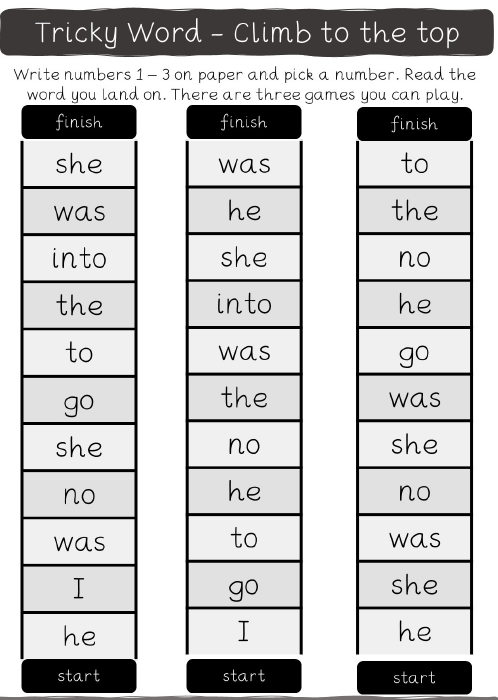 Tricky Word - Climb to the top
Write numbers 1 – 3 on paper and pick a number. Read the
word you land on. There are three games you can play.
finish
she
was
into
the
to
go
she
no
was
I
he
start
finish
was
he
she
into
was
the
no
he
to
go
I
start
finish
to
the
no
he
go
was
she
no
was
she
he
start